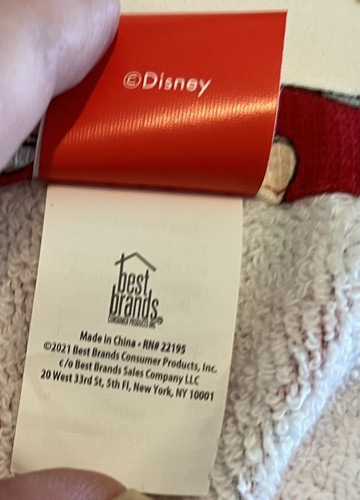 ©Disney
best
brands
CONSUMER PRODUCTS INC
Made in China - RN# 22195
©2021 Best Brands Consumer Products, Inc.
c/o Best Brands Sales Company LLC
20 West 33rd St, 5th Fl, New York, NY 10001